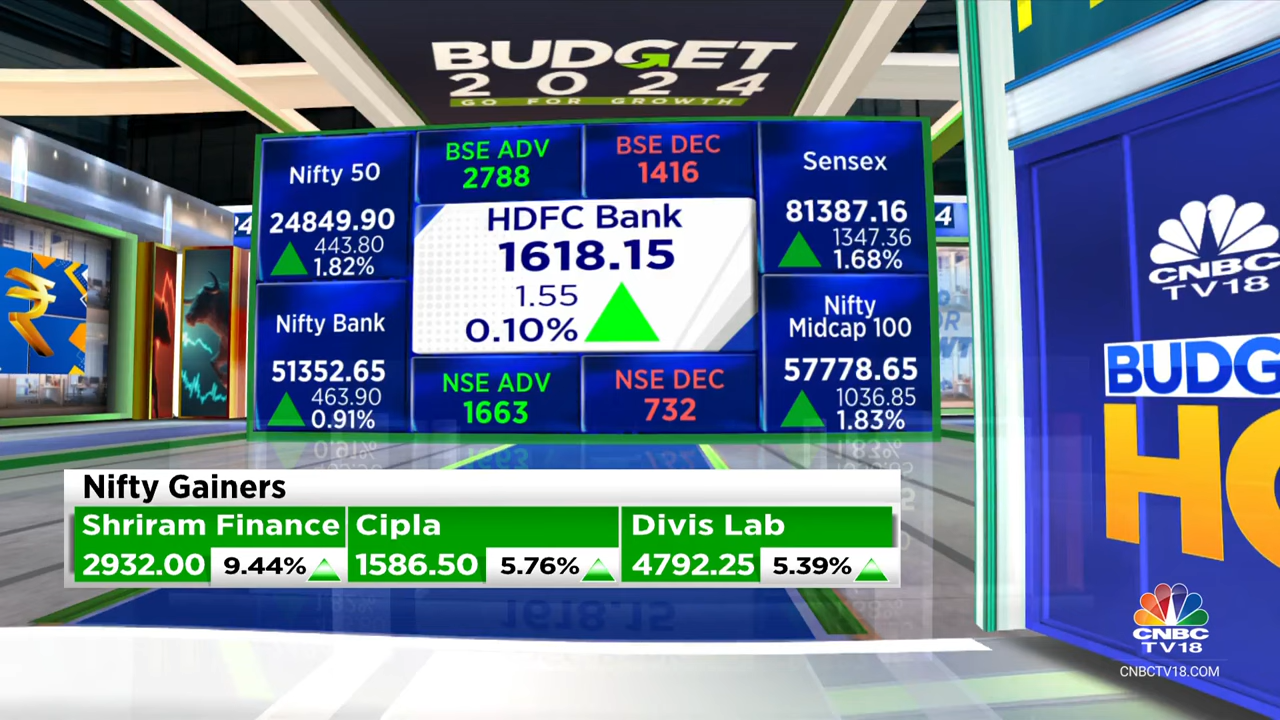 BUDGET
2024
GO FOR GROWTH
Nifty 50
24849.90
443.80
1.82%
BSE ADV
2788
BSE DEC
1416
Sensex
81387.16
1347.36
1.68%
HDFC Bank
1618.15
1.55
0.10%
Nifty Bank
51352.65
463.90
0.91%
NSE ADV
1663
NSE DEC
732
Nifty
Midcap 100
57778.65
1036.85
1.83%
24
4
CNBC
TV18
BUDG
HO
Nifty Gainers
Shriram Finance
2932.00 9.44%
Cipla
1586.50 5.76%
Divis Lab
4792.25 5.39%
CNBC
TV18
CNBCTV18.COM